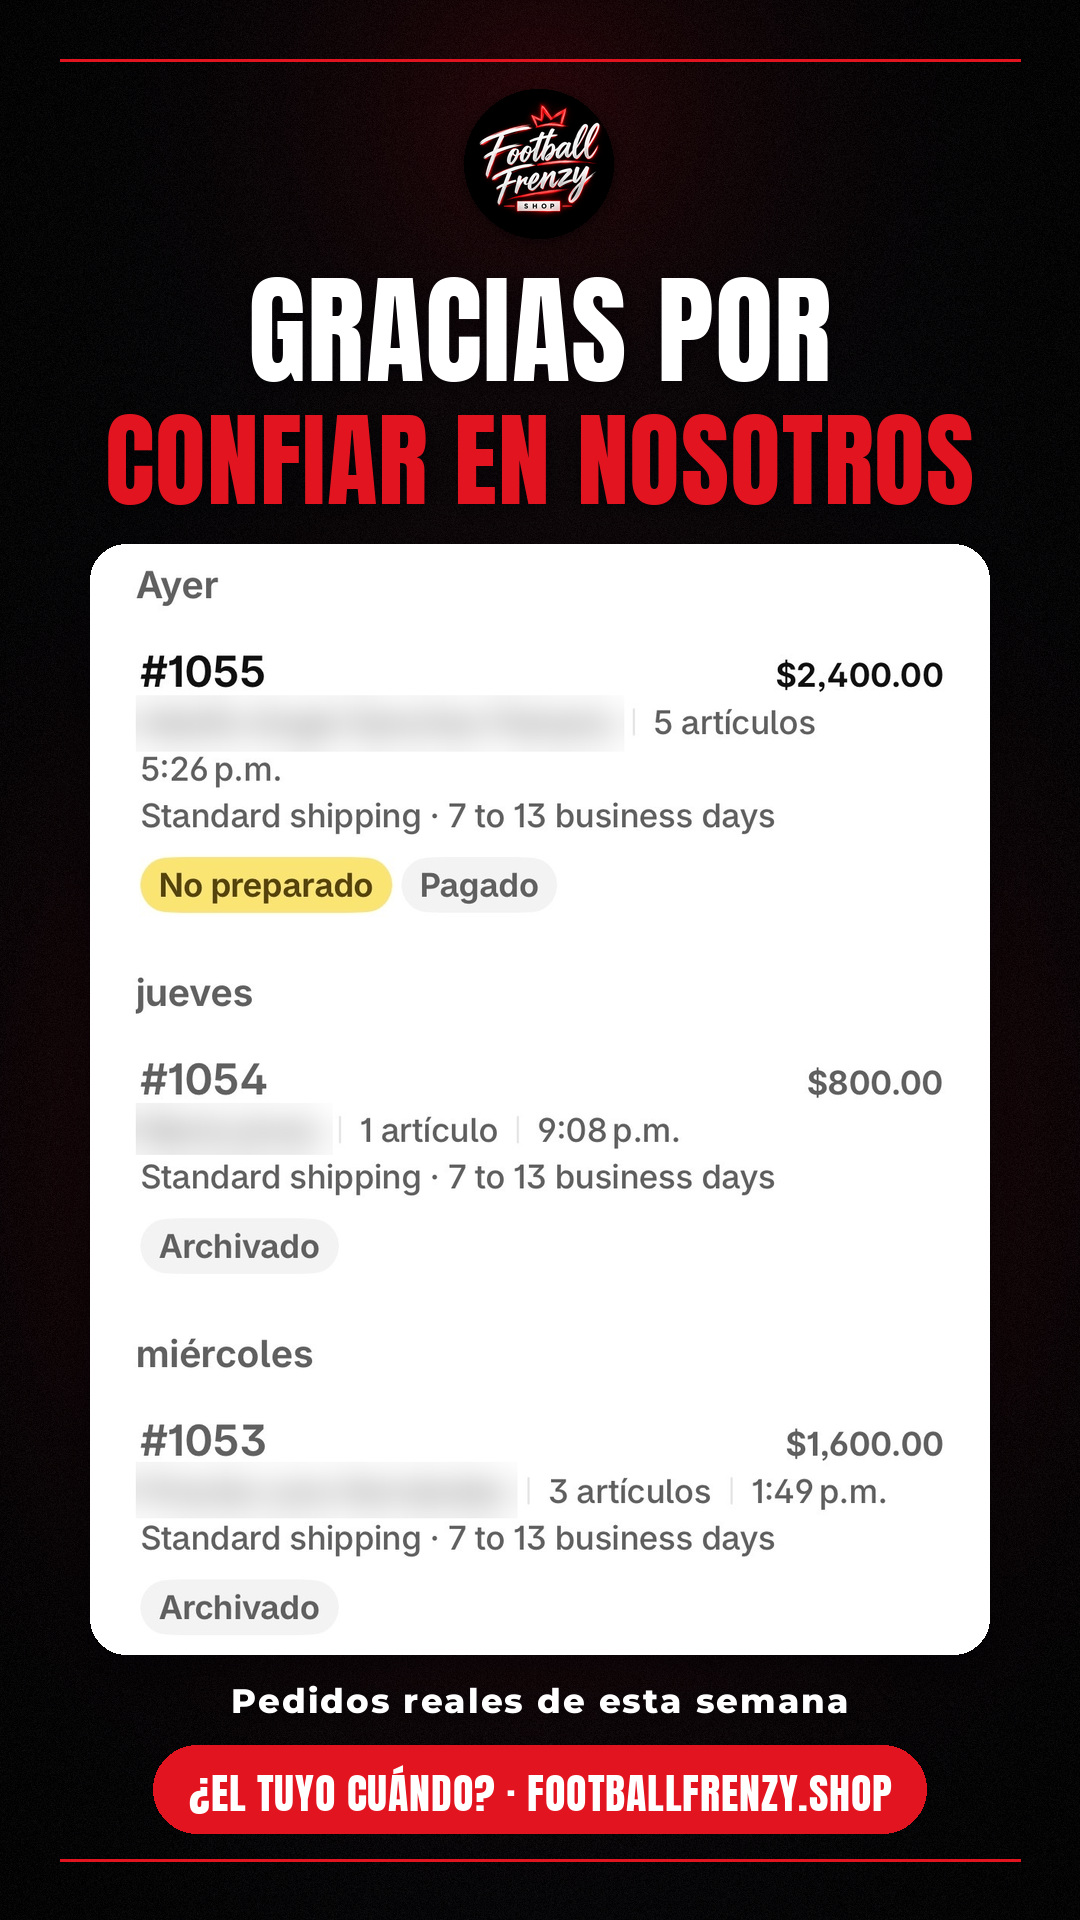 Football
Frenzy
SHOP
GRACIAS POR
CONFIAR EN NOSOTROS
Ayer
#1055 $2,400.00
5 artículos
5:26 p.m.
Standard shipping · 7 to 13 business days
No preparado Pagado
jueves
#1054 $800.00
1 artículo 9:08 p.m.
Standard shipping · 7 to 13 business days
Archivado
miércoles
#1053 $1,600.00
3 artículos 1:49 p.m.
Standard shipping · 7 to 13 business days
Archivado
Pedidos reales de esta semana
¿EL TUYO CUÁNDO? · FOOTBALLFRENZY.SHOP